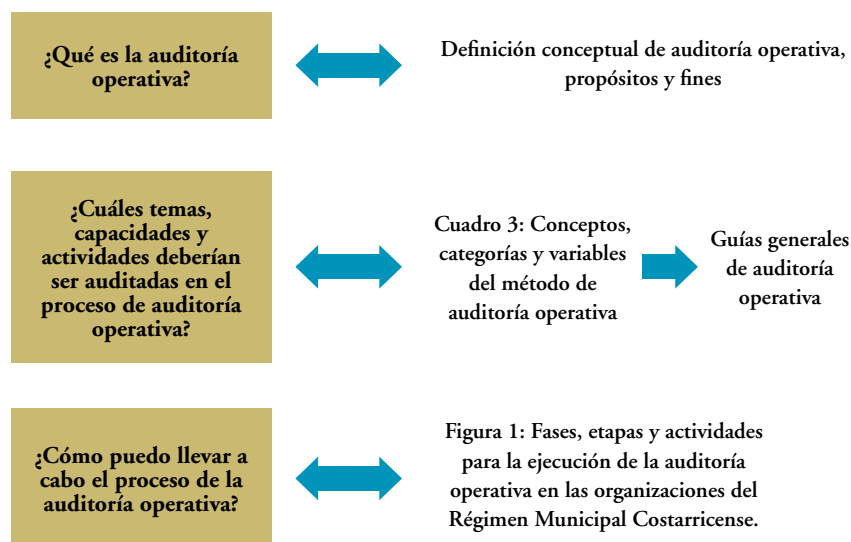 ¿Qué es la auditoría
operativa?
Definición conceptual de auditoría operativa,
propósitos y fines
¿Cuáles temas,
capacidades y
actividades deberían
ser auditadas en el
proceso de auditoría
operativa?
Cuadro 3: Conceptos,
categorías y variables
del método de
auditoría operativa
Guías generales
de auditoría
operativa
¿Cómo puedo llevar a
cabo el proceso de la
auditoría operativa?
Figura 1: Fases, etapas y actividades
para la ejecución de la auditoría
operativa en las organizaciones del
Régimen Municipal Costarricense.